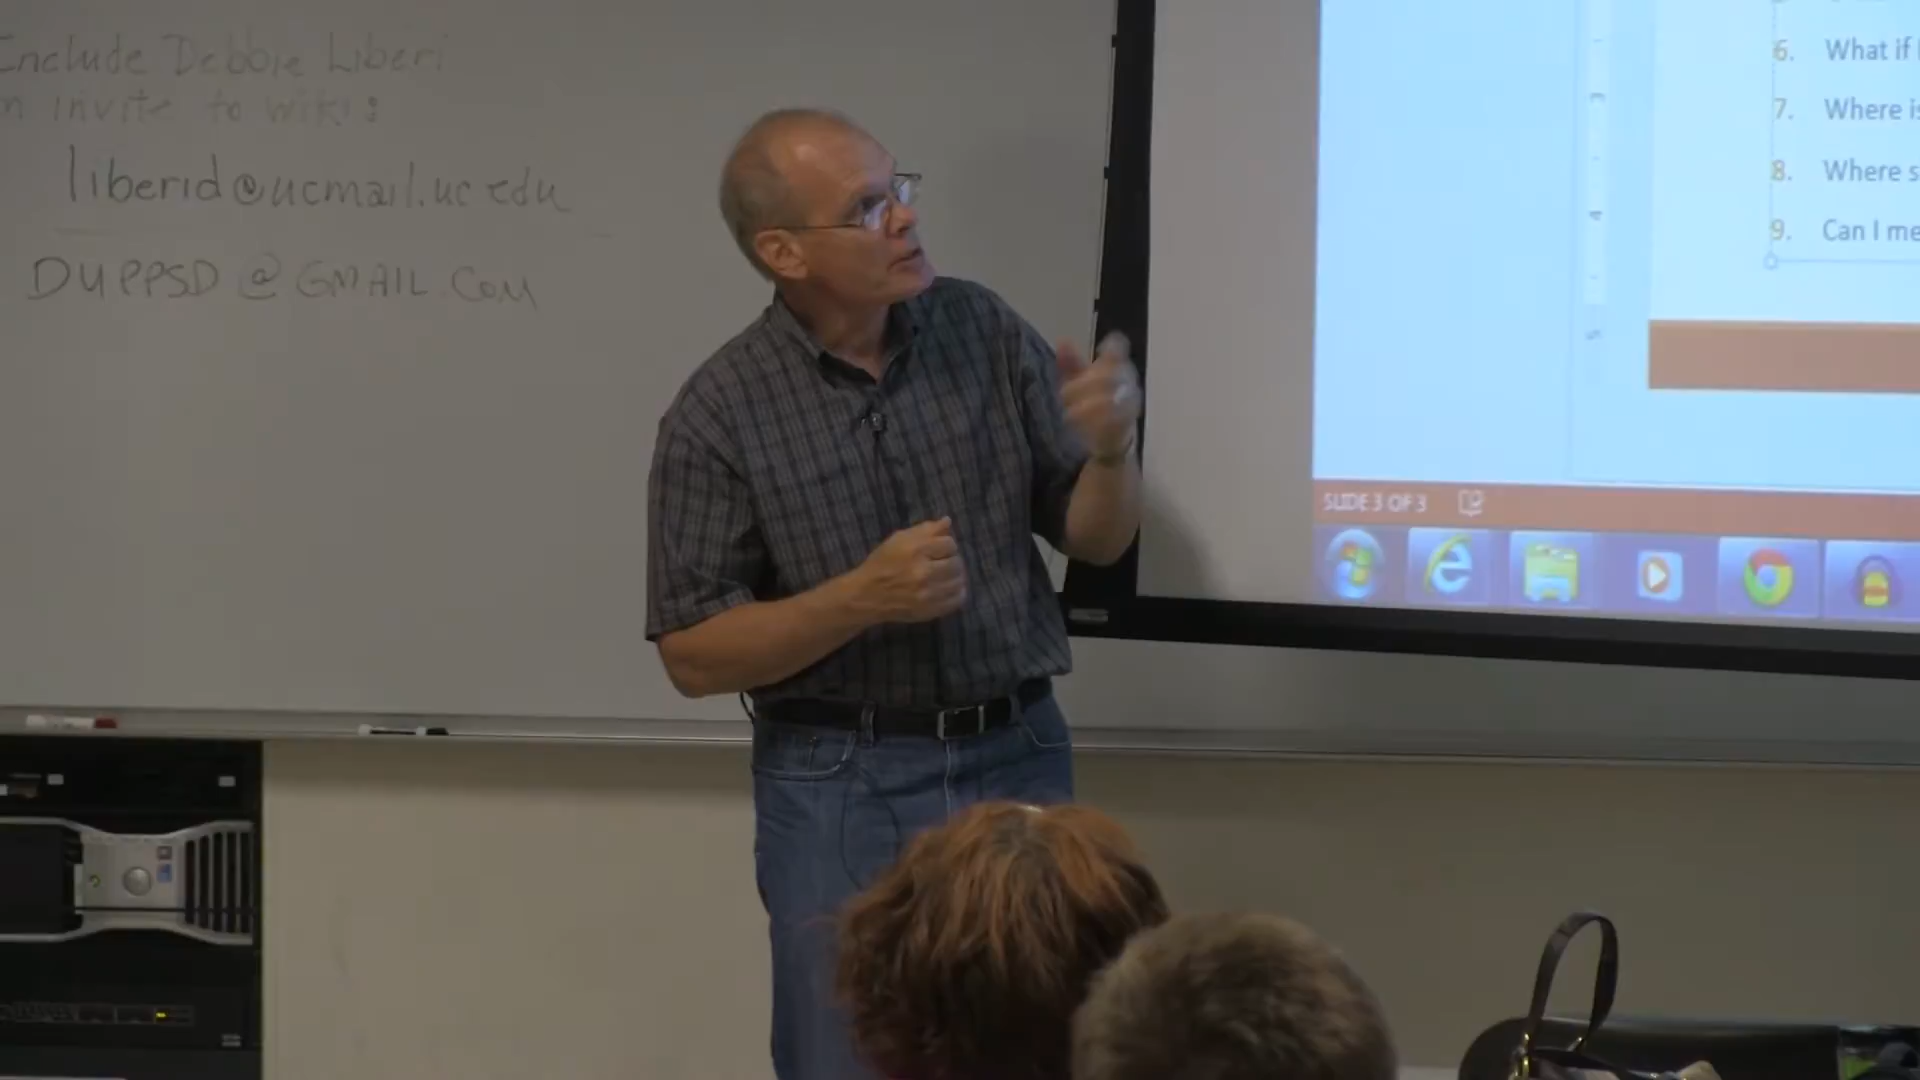 Include Debbie Liberi
n invite to wiki:
liberid@ucmail.uc.edu
DUPPSD@GMAIL.COM
6. What if
7. Where is
8. Where s
9. Can I me
SLIDE 3 OF 3